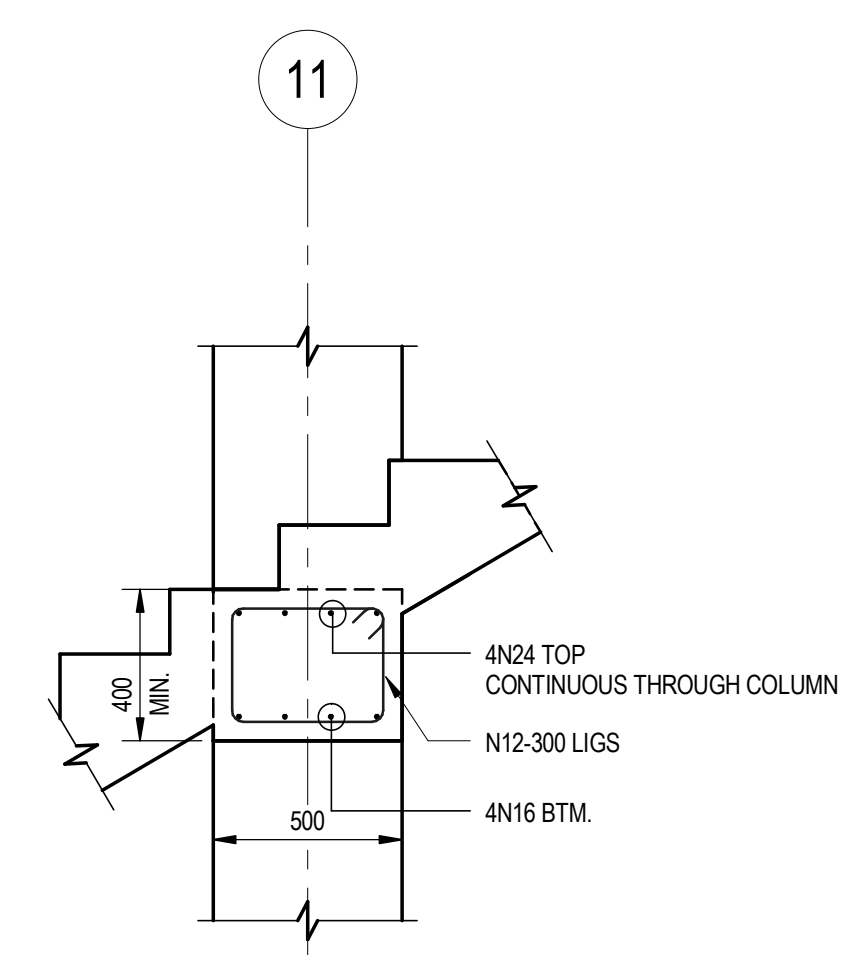 11
4N24 TOP
CONTINUOUS THROUGH COLUMN
400
MIN.
N12-300 LIGS
4N16 BTM.
500